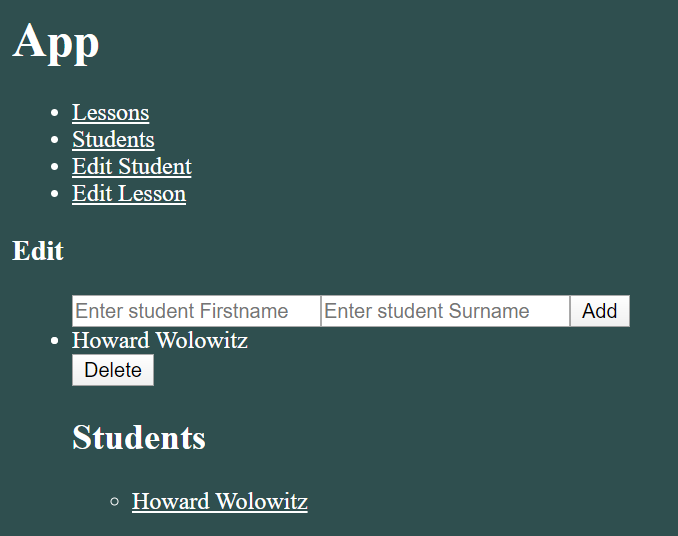 App
Lessons
Students
Edit Student
Edit Lesson
Edit
Enter student Firstname Enter student Surname Add
Howard Wolowitz
Delete
Students
Howard Wolowitz